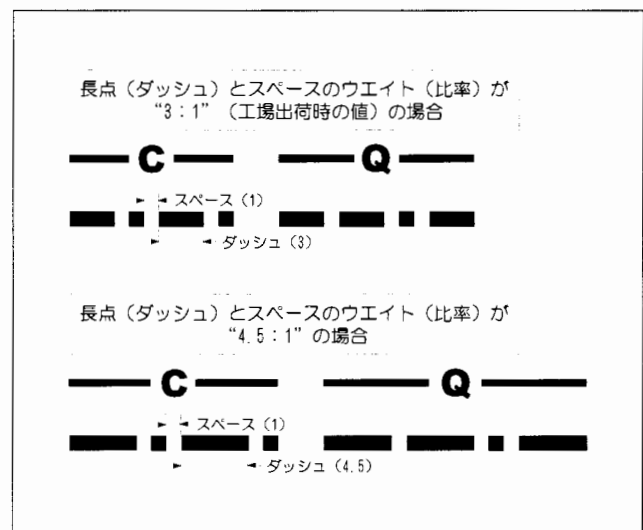 長点（ダッシュ）とスペースのウエイト（比率）が
“3：1”（工場出荷時の値）の場合
C Q
スペース（1）
ダッシュ（3）
長点（ダッシュ）とスペースのウエイト（比率）が
“4.5：1”の場合
C Q
スペース（1）
ダッシュ（4.5）